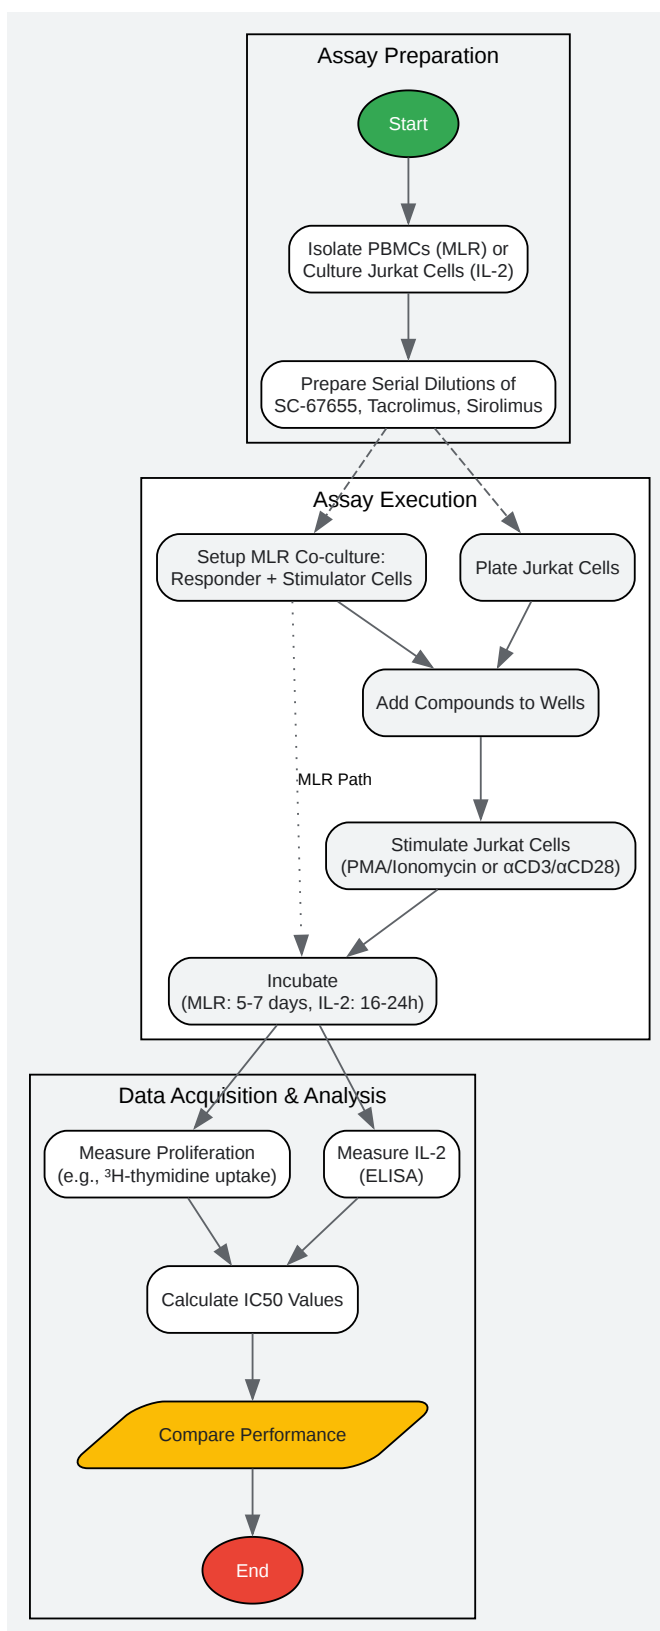 Assay Preparation
Start
Isolate PBMCs (MLR) or
Culture Jurkat Cells (IL-2)
Prepare Serial Dilutions of
SC-67655, Tacrolimus, Sirolimus
Assay Execution
Setup MLR Co-culture:
Responder + Stimulator Cells
Plate Jurkat Cells
Add Compounds to Wells
MLR Path
Stimulate Jurkat Cells
(PMA/Ionomycin or αCD3/αCD28)
Incubate
(MLR: 5-7 days, IL-2: 16-24h)
Data Acquisition & Analysis
Measure Proliferation
(e.g., ³H-thymidine uptake)
Measure IL-2
(ELISA)
Calculate IC50 Values
Compare Performance
End